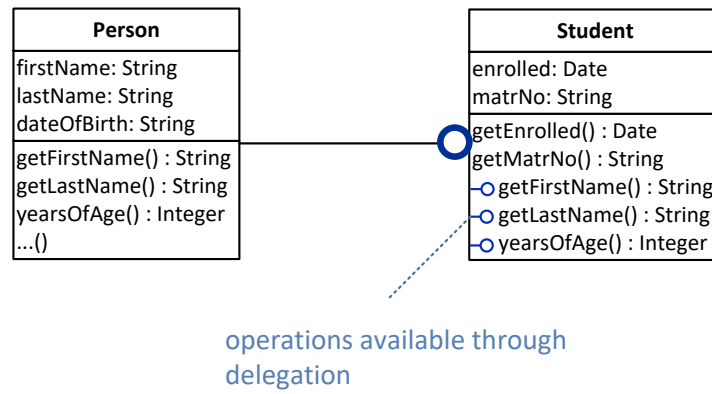 Person
firstName: String
lastName: String
dateOfBirth: String
getFirstName() : String
getLastName() : String
yearsOfAge() : Integer
...()
Student
enrolled: Date
matrNo: String
getEnrolled() : Date
getMatrNo() : String
getFirstName() : String
getLastName() : String
yearsOfAge() : Integer
operations available through
delegation